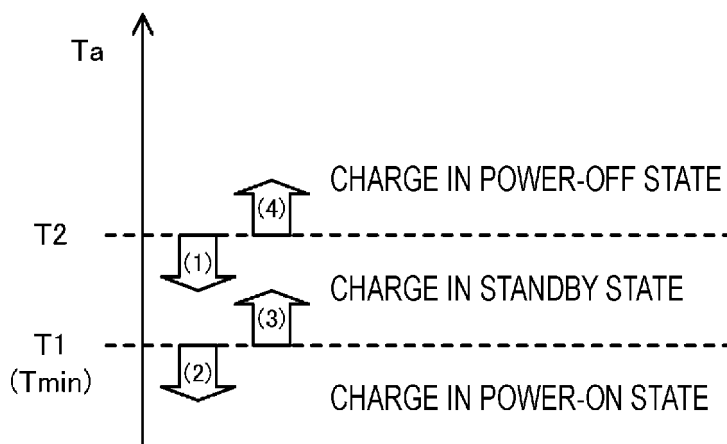 Ta
CHARGE IN POWER-OFF STATE
(4)
T2
(1)
CHARGE IN STANDBY STATE
(3)
T1
(Tmin)
(2)
CHARGE IN POWER-ON STATE